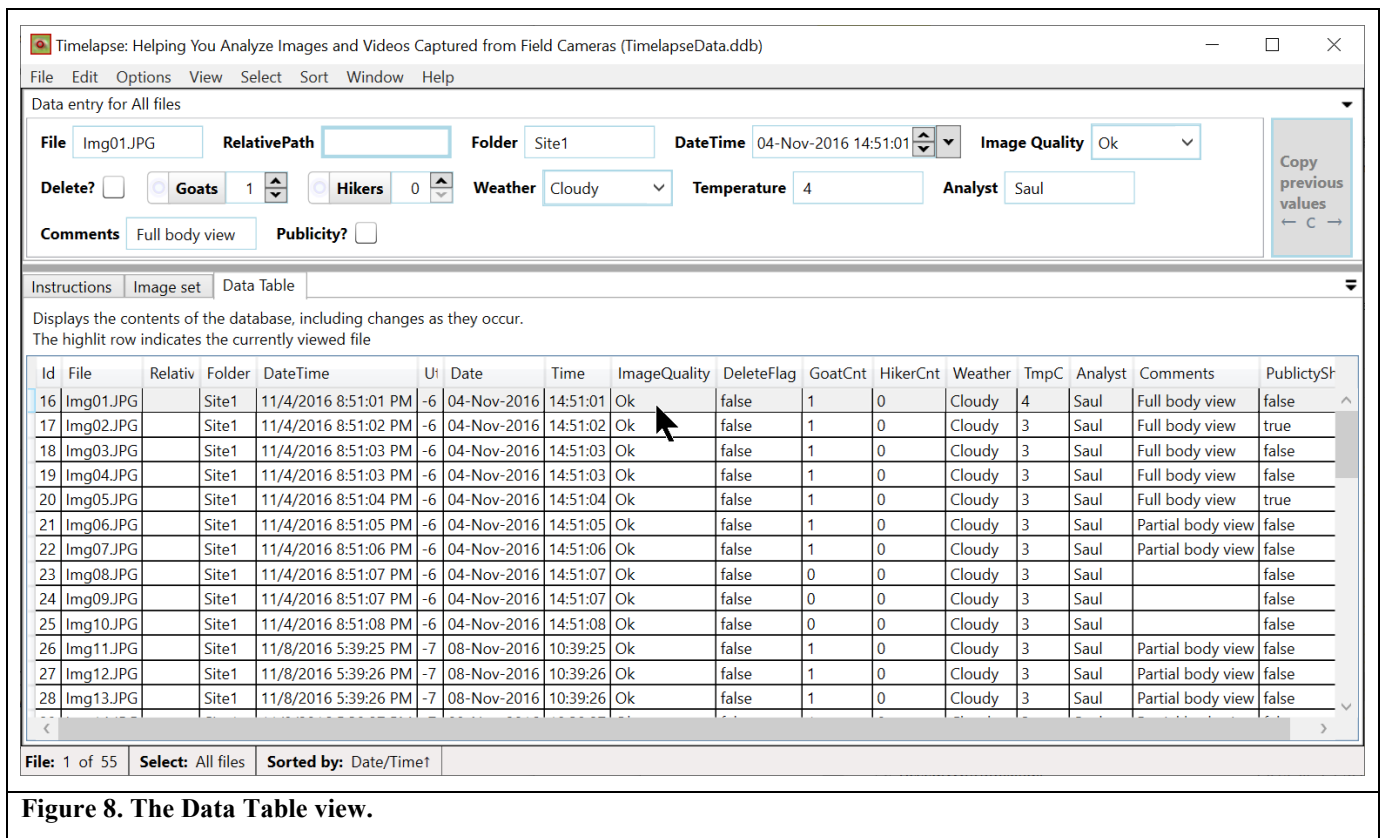 Timelapse: Helping You Analyze Images and Videos Captured from Field Cameras (TimelapseData.ddb)
File Edit Options View Select Sort Window Help
Data entry for All files
File Img01.JPG RelativePath Folder Site1 DateTime 04-Nov-2016 14:51:01 Image Quality Ok
Delete? Goats 1 Hikers 0 Weather Cloudy Temperature 4 Analyst Saul
Comments Full body view Publicity?
Copy
previous
values
← C →
Instructions Image set Data Table
Displays the contents of the database, including changes as they occur.
The highlit row indicates the currently viewed file
Id File Relativ Folder DateTime Ut Date Time ImageQuality DeleteFlag GoatCnt HikerCnt Weather TmpC Analyst Comments PublictySh
16 Img01.JPG Site1 11/4/2016 8:51:01 PM -6 04-Nov-2016 14:51:01 Ok false 1 0 Cloudy 4 Saul Full body view false
17 Img02.JPG Site1 11/4/2016 8:51:02 PM -6 04-Nov-2016 14:51:02 Ok false 1 0 Cloudy 3 Saul Full body view true
18 Img03.JPG Site1 11/4/2016 8:51:03 PM -6 04-Nov-2016 14:51:03 Ok false 1 0 Cloudy 3 Saul Full body view false
19 Img04.JPG Site1 11/4/2016 8:51:03 PM -6 04-Nov-2016 14:51:03 Ok false 1 0 Cloudy 3 Saul Full body view false
20 Img05.JPG Site1 11/4/2016 8:51:04 PM -6 04-Nov-2016 14:51:04 Ok false 1 0 Cloudy 3 Saul Full body view true
21 Img06.JPG Site1 11/4/2016 8:51:05 PM -6 04-Nov-2016 14:51:05 Ok false 1 0 Cloudy 3 Saul Partial body view false
22 Img07.JPG Site1 11/4/2016 8:51:06 PM -6 04-Nov-2016 14:51:06 Ok false 1 0 Cloudy 3 Saul Partial body view false
23 Img08.JPG Site1 11/4/2016 8:51:07 PM -6 04-Nov-2016 14:51:07 Ok false 0 0 Cloudy 3 Saul false
24 Img09.JPG Site1 11/4/2016 8:51:07 PM -6 04-Nov-2016 14:51:07 Ok false 0 0 Cloudy 3 Saul false
25 Img10.JPG Site1 11/4/2016 8:51:08 PM -6 04-Nov-2016 14:51:08 Ok false 0 0 Cloudy 3 Saul false
26 Img11.JPG Site1 11/8/2016 5:39:25 PM -7 08-Nov-2016 10:39:25 Ok false 1 0 Cloudy 3 Saul Partial body view false
27 Img12.JPG Site1 11/8/2016 5:39:26 PM -7 08-Nov-2016 10:39:26 Ok false 1 0 Cloudy 3 Saul Partial body view false
28 Img13.JPG Site1 11/8/2016 5:39:26 PM -7 08-Nov-2016 10:39:26 Ok false 1 0 Cloudy 3 Saul Partial body view false
File: 1 of 55 Select: All files Sorted by: Date/Time↑
Figure 8. The Data Table view.